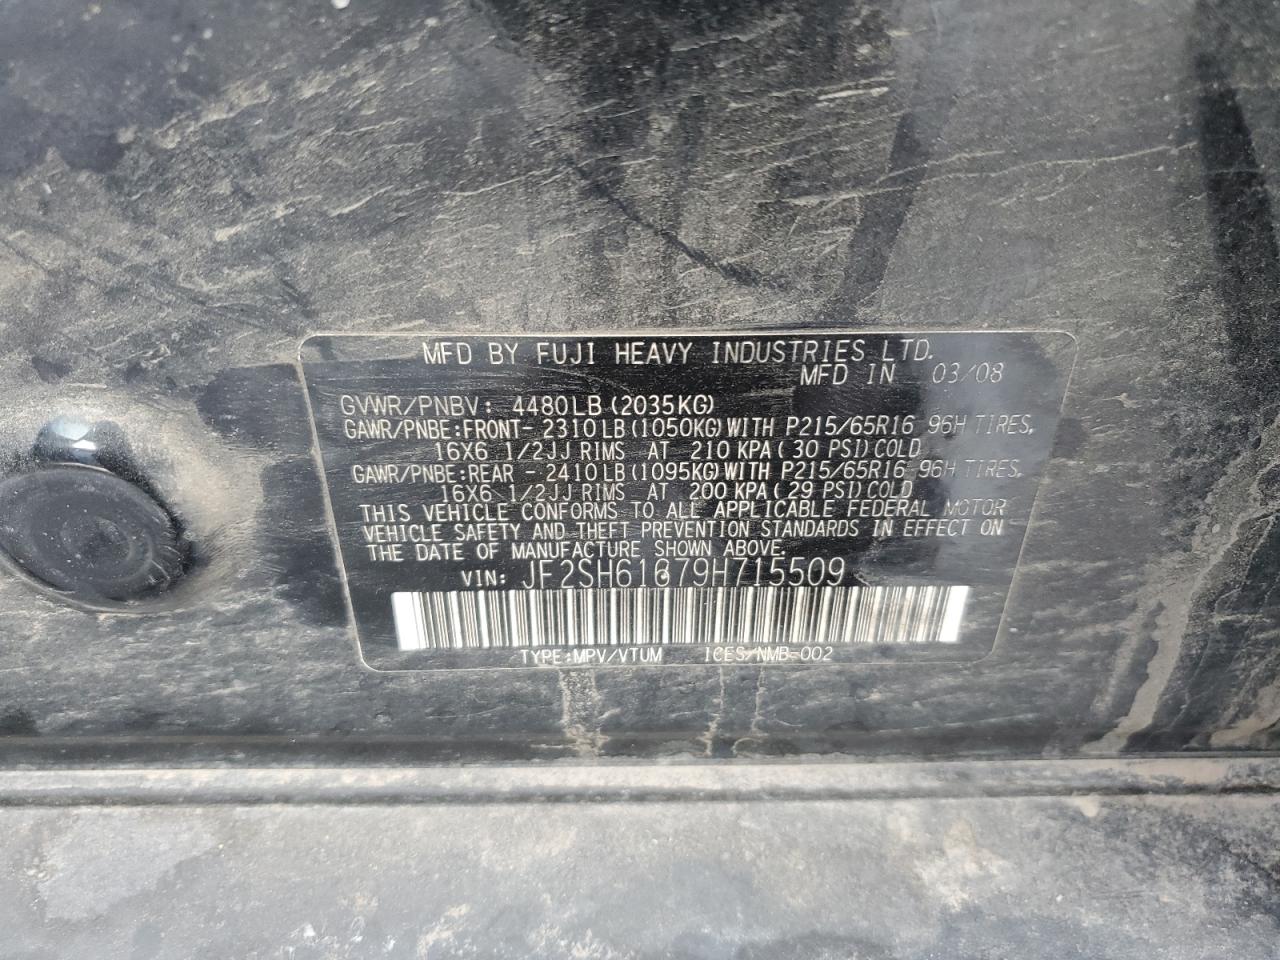 MFD BY FUJI HEAVY INDUSTRIES LTD.
MFD IN 03/08
GVWR/PNBV: 4480LB(2035KG)
GAWR/PNBE:FRONT- 2310LB(1050KG)WITH P215/65R16 96H TIRES,
16X6 1/2JJ RIMS AT 210 KPA(30 PSI)COLD
GAWR/PNBE:REAR - 2410LB(1095KG)WITH P215/65R16 96H TIRES,
16X6 1/2JJ RIMS AT 200 KPA(29 PSI)COLD
THIS VEHICLE CONFORMS TO ALL APPLICABLE FEDERAL MOTOR
VEHICLE SAFETY AND THEFT PREVENTION STANDARDS IN EFFECT ON
THE DATE OF MANUFACTURE SHOWN ABOVE.
VIN: JF2SH61679H715509
TYPE:MPV/VTUM ICES/NMB-002